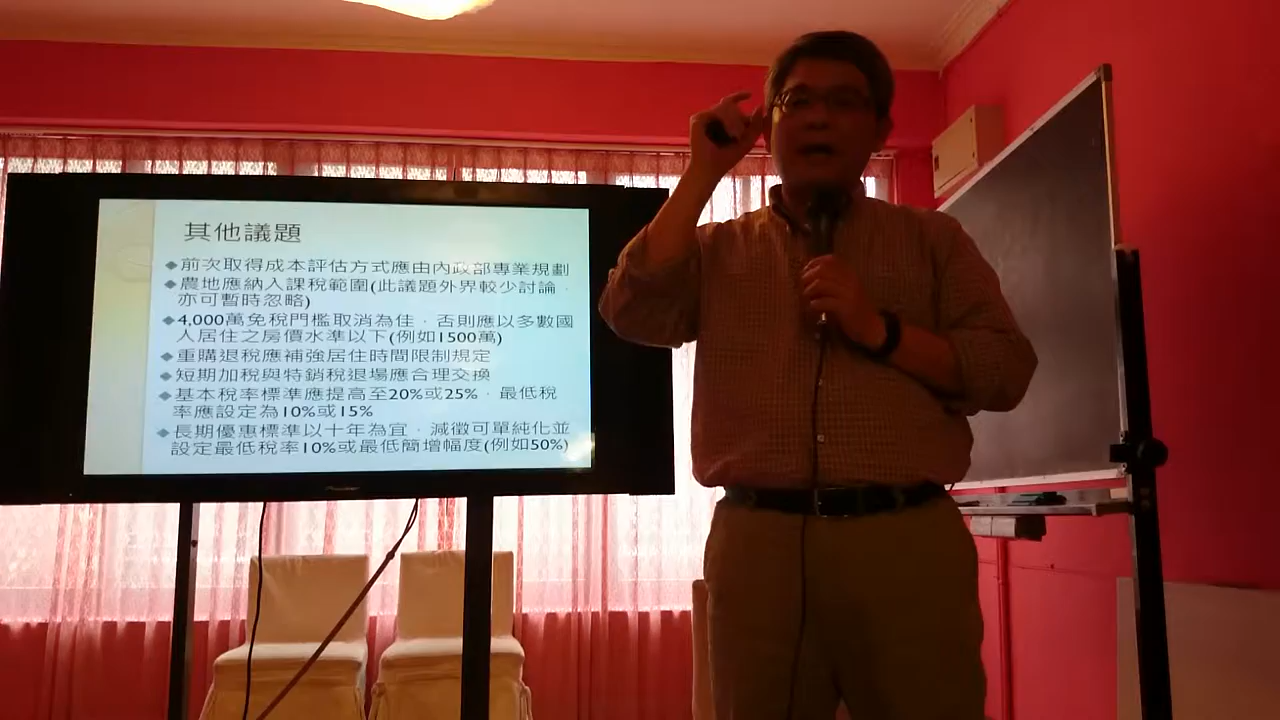 其他議題
◆前次取得成本評估方式應由內政部專業規劃
◆農地應納入課稅範圍(此議題外界較少討論，
亦可暫時忽略)
◆4,000萬免稅門檻取消為佳，否則應以多數國
人居住之房價水準以下(例如1500萬)
◆重購退稅應補強居住時間限制規定
◆短期加稅與特銷稅退場應合理交換
◆基本稅率標準應提高至20%或25%，最低稅
率應設定為10%或15%
◆長期優惠標準以十年為宜，減徵可單純化並
設定最低稅率10%或最低簡增幅度(例如50%)
Pioneer